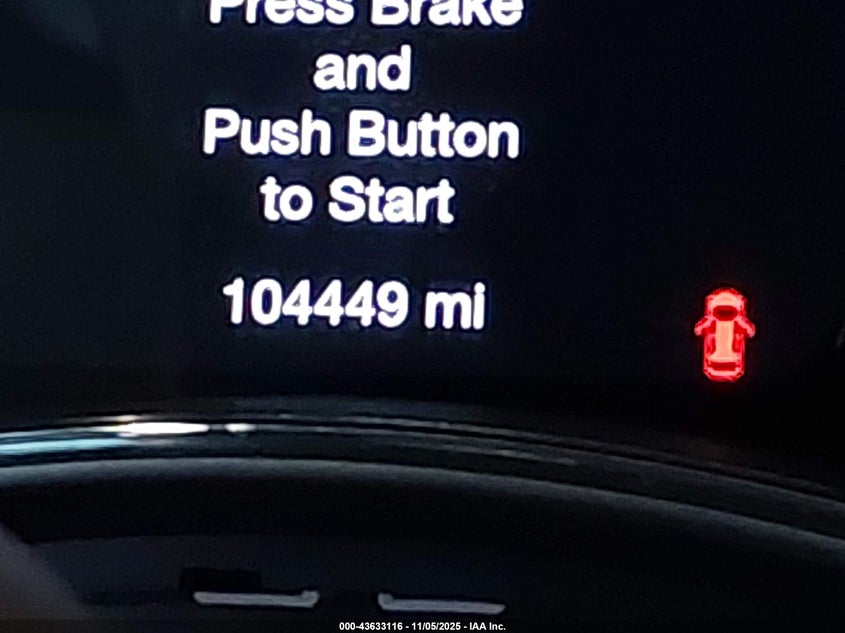 Press Brake
and
Push Button
to Start
104449 mi
000-43633116 - 11/05/2025 - IAA Inc.